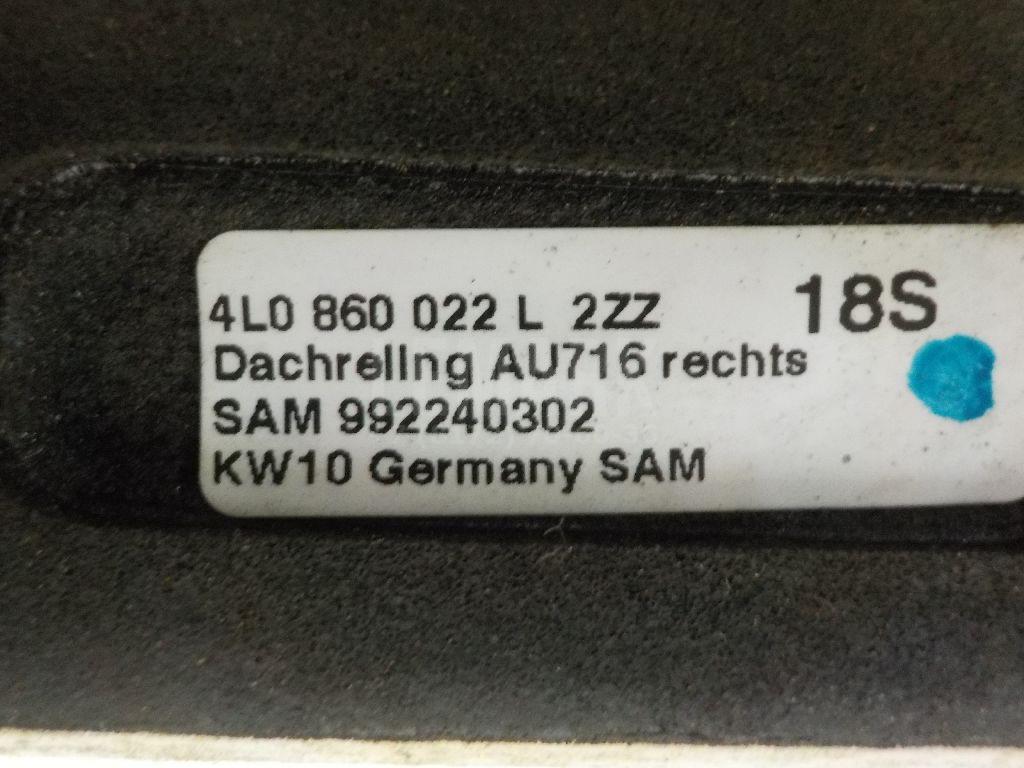 4L0 860 022 L 2ZZ 18S
Dachreling AU716 rechts
SAM 992240302
KW10 Germany SAM